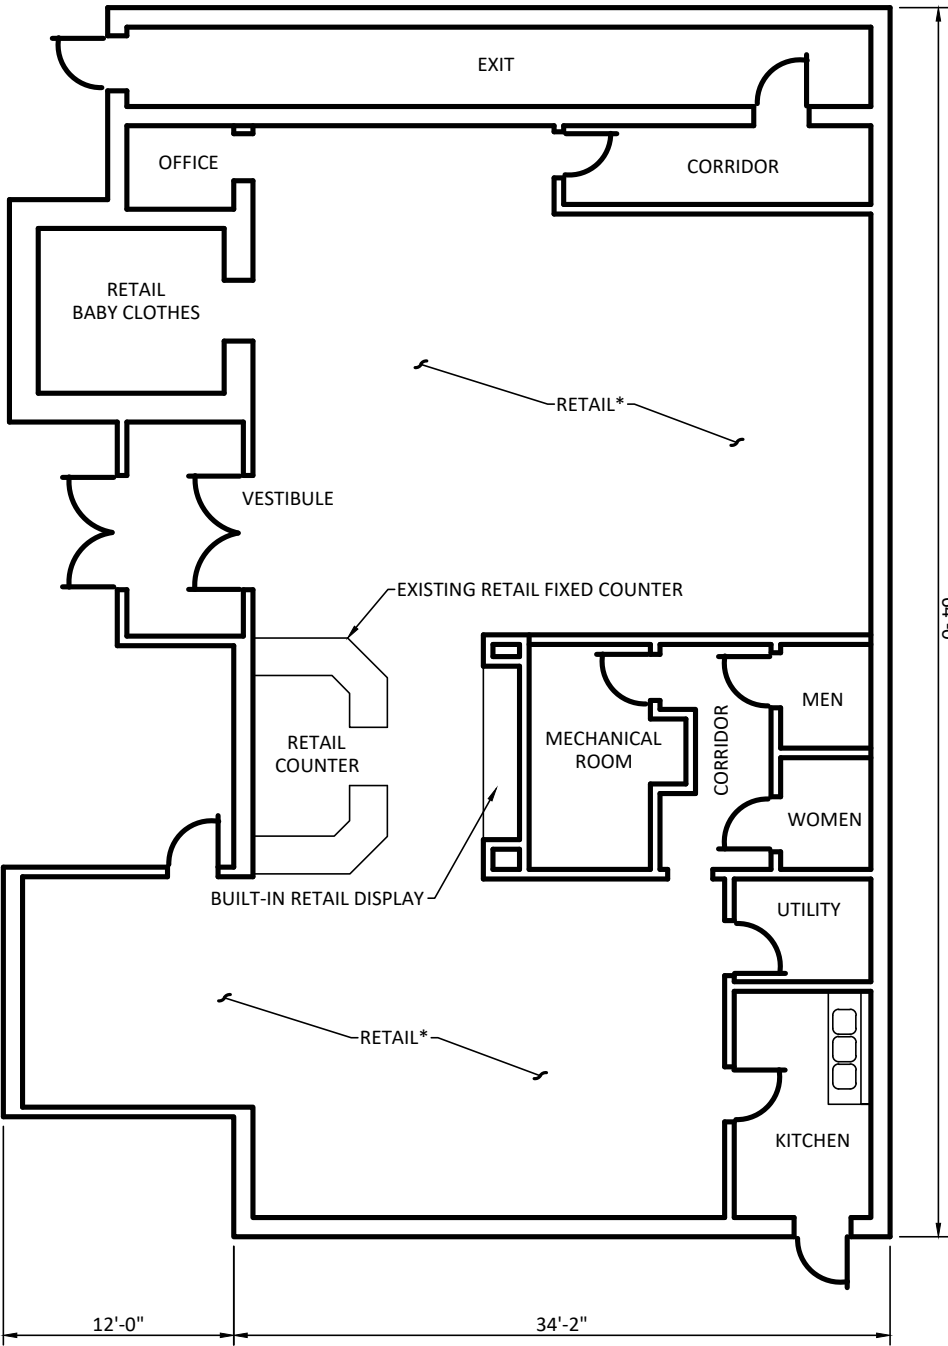 EXIT
OFFICE
CORRIDOR
RETAIL
BABY CLOTHES
RETAIL*
VESTIBULE
EXISTING RETAIL FIXED COUNTER
RETAIL
COUNTER
MECHANICAL
ROOM
CORRIDOR
MEN
WOMEN
BUILT-IN RETAIL DISPLAY
UTILITY
RETAIL*
KITCHEN
12'-0"
34'-2"